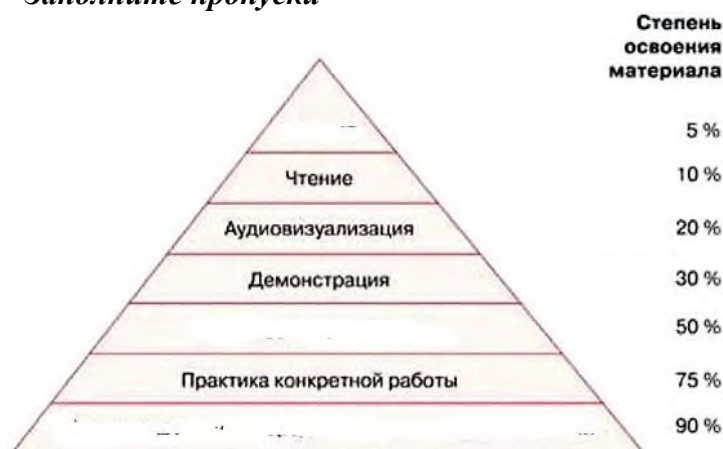 Заполните пропуски
Степень
освоения
материала
5 %
Чтение 10 %
Аудиовизуализация 20 %
Демонстрация 30 %
50 %
Практика конкретной работы 75 %
90 %